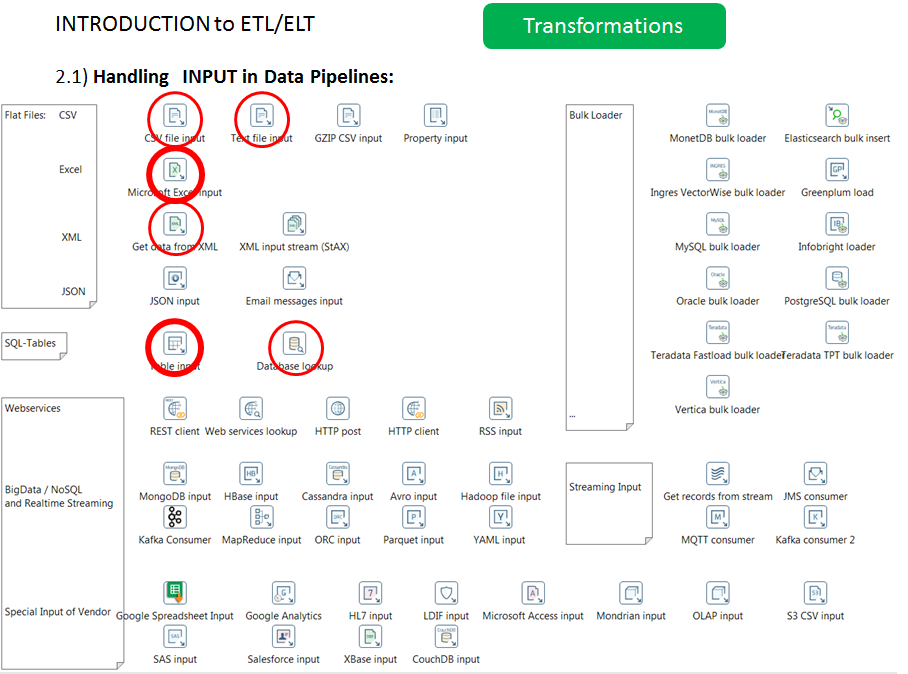 INTRODUCTION to ETL/ELT
Transformations
2.1) Handling INPUT in Data Pipelines:
Flat Files: CSV
Excel
XML
JSON
CSV file input
Text file input
GZIP CSV input
Property input
Microsoft Excel input
Get data from XML
XML input stream (StAX)
JSON input
Email messages input
SQL-Tables
Table input
Database lookup
Webservices
REST client
Web services lookup
HTTP post
HTTP client
RSS input
BigData / NoSQL
and Realtime Streaming
MongoDB input
HBase input
Cassandra input
Avro input
Hadoop file input
Kafka Consumer
MapReduce input
ORC input
Parquet input
YAML input
Special Input of Vendor
Google Spreadsheet Input
Google Analytics
HL7 input
LDIF input
Microsoft Access input
Mondrian input
OLAP input
S3 CSV input
SAS input
Salesforce input
XBase input
CouchDB input
Bulk Loader
...
MonetDB bulk loader
Elasticsearch bulk insert
Ingres VectorWise bulk loader
Greenplum load
MySQL bulk loader
Infobright loader
Oracle bulk loader
PostgreSQL bulk loader
Teradata Fastload bulk loader
Teradata TPT bulk loader
Vertica bulk loader
Streaming Input
Get records from stream
JMS consumer
MQTT consumer
Kafka consumer 2